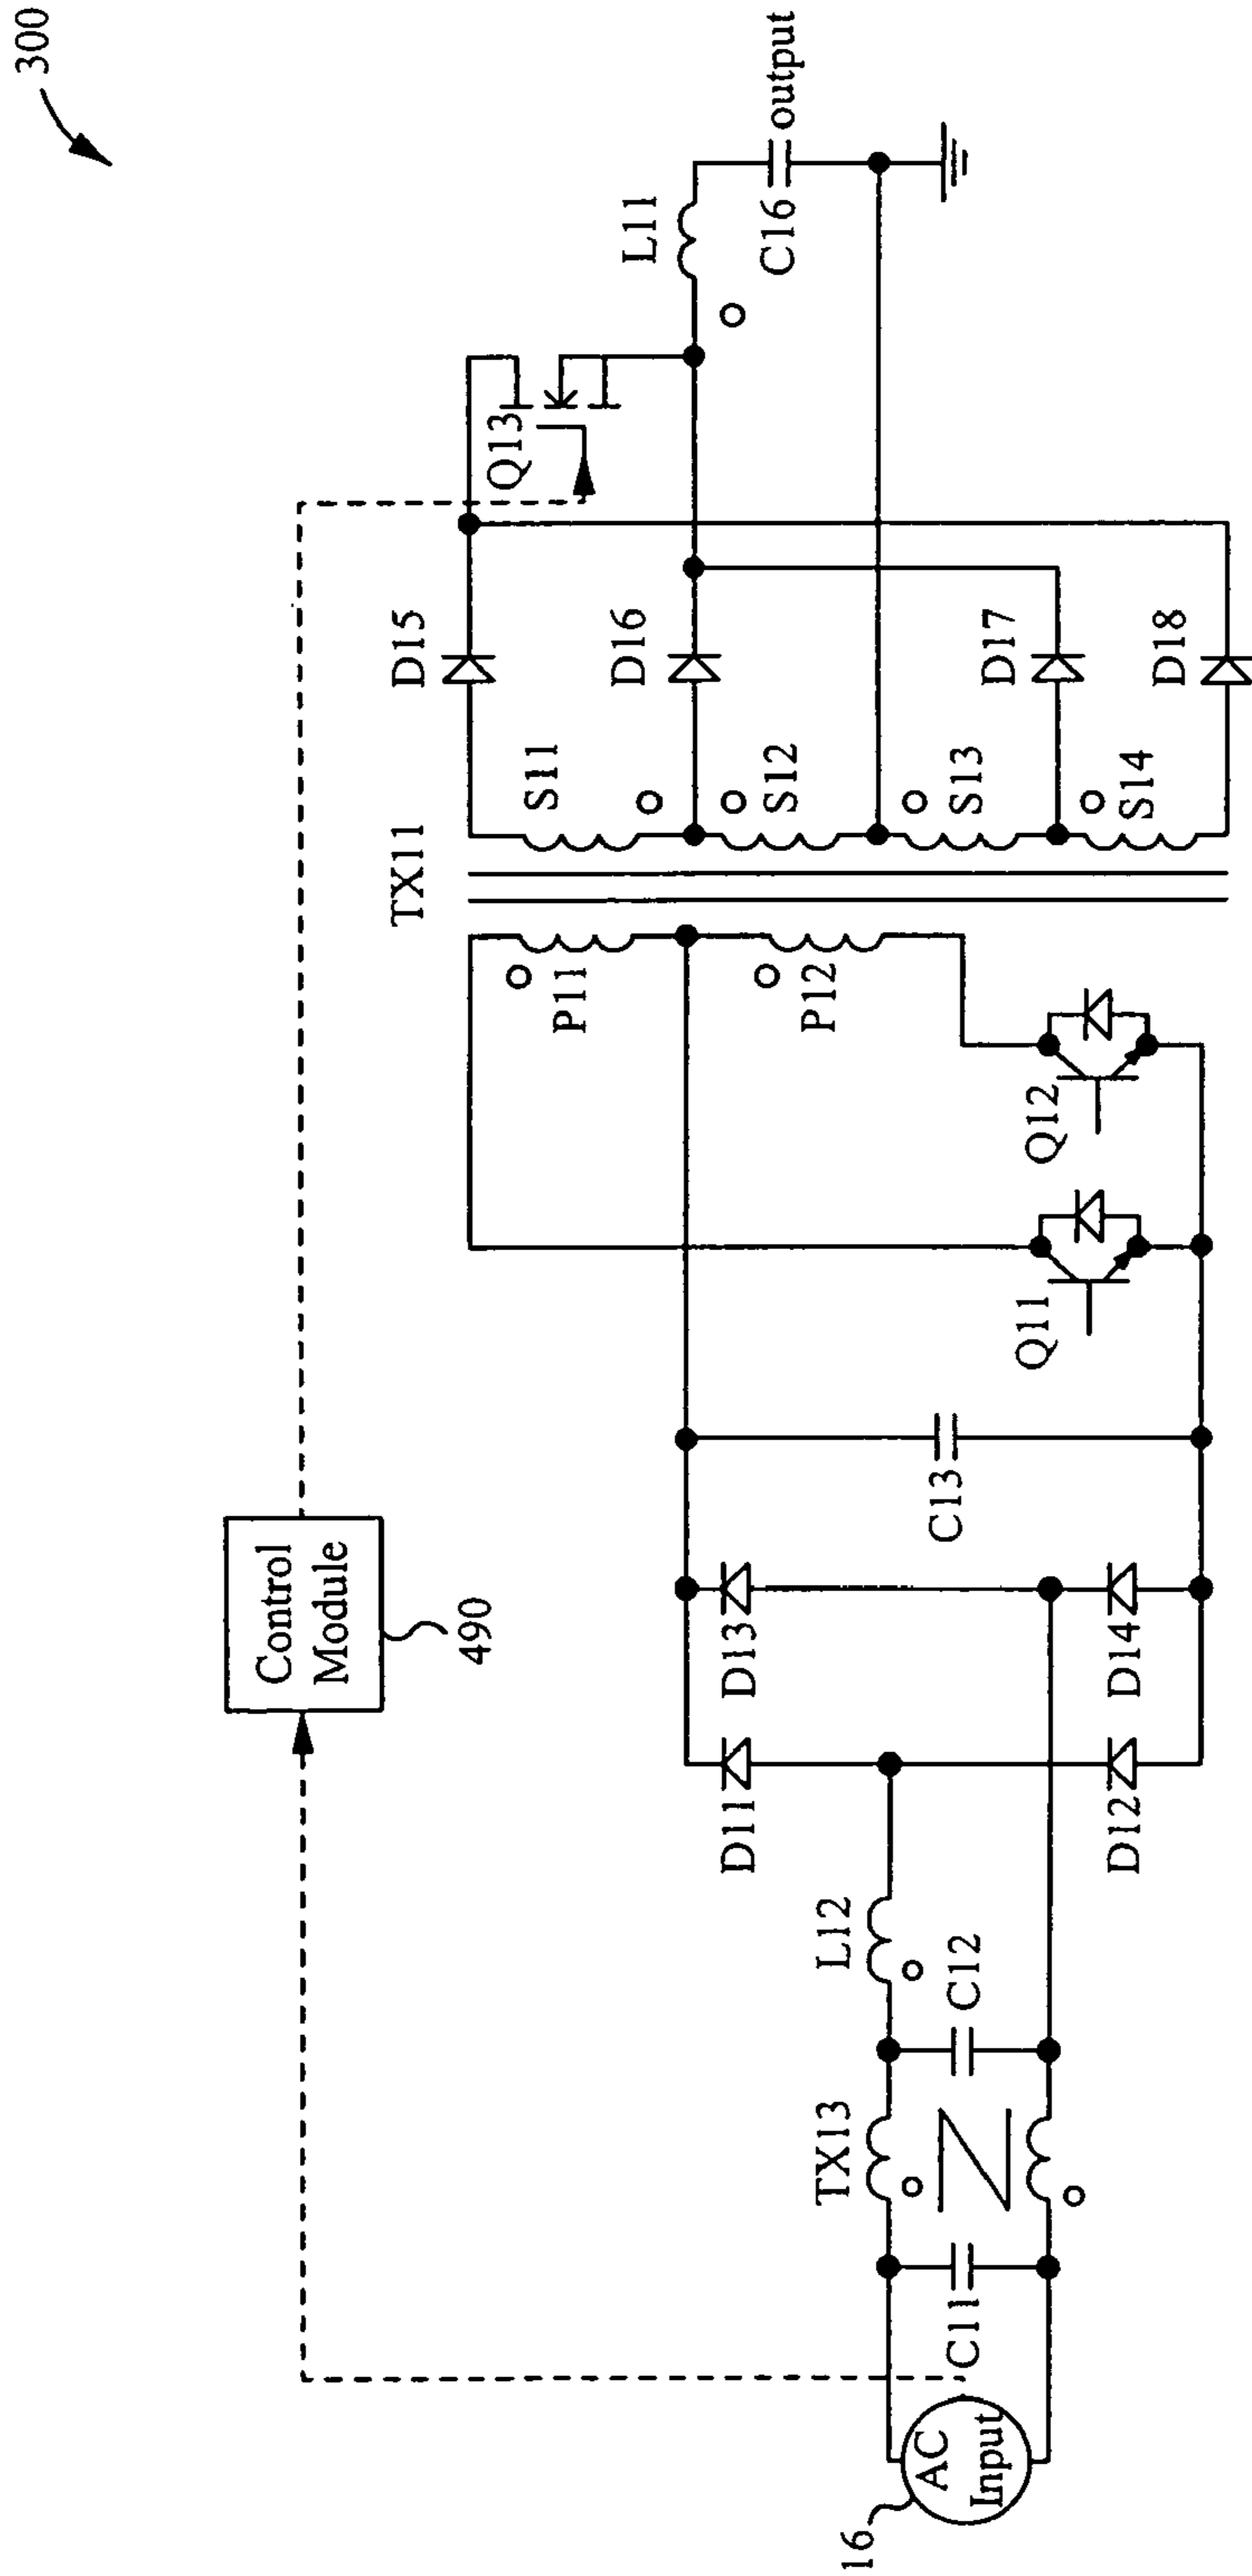 300
Control
Module
490
TX11
S11
S12
S13
S14
D15
D16
D17
D18
Q13
L11
C16
output
P11
P12
Q11
Q12
C13
D11
D13
D12
D14
L12
C12
TX13
C11
AC
Input
16